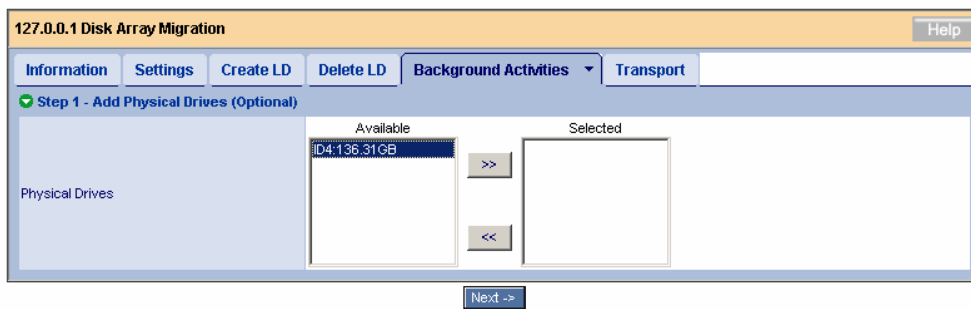 127.0.0.1 Disk Array Migration Help
Information Settings Create LD Delete LD Background Activities Transport
Step 1 - Add Physical Drives (Optional)
Available Selected
ID4:136.31GB
>>
Physical Drives
<<
Next ->